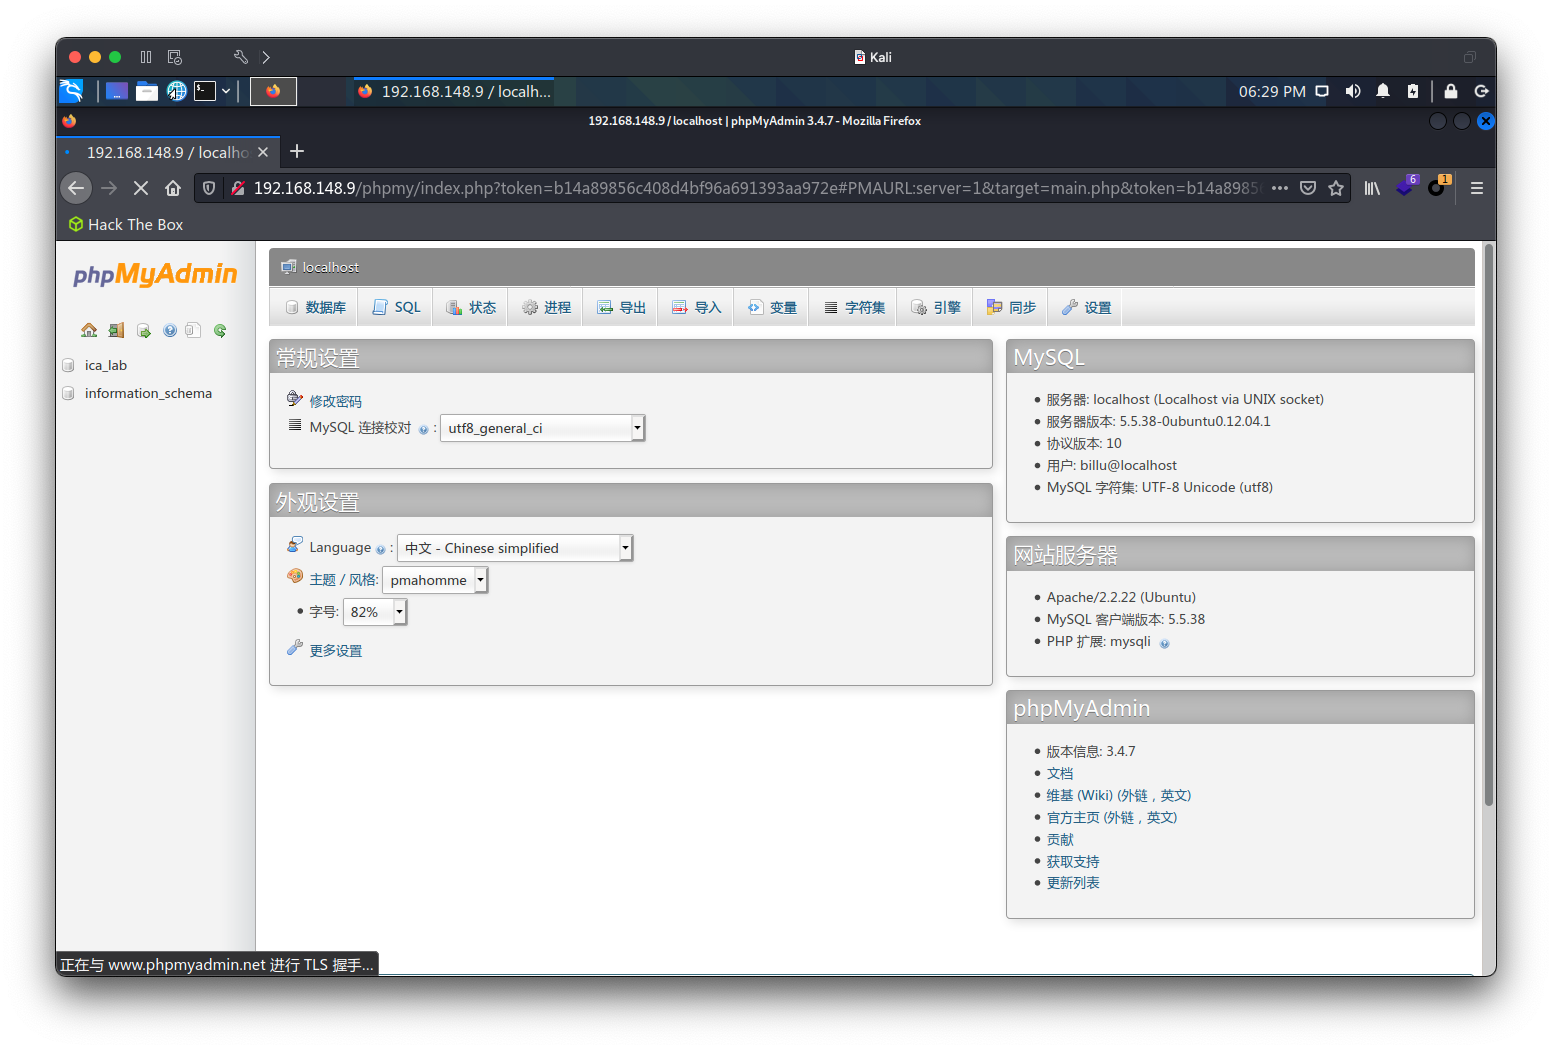 Kali
192.168.148.9 / localh...
06:29 PM
192.168.148.9 / localhost | phpMyAdmin 3.4.7 - Mozilla Firefox
192.168.148.9 / localho
192.168.148.9/phpmy/index.php?token=b14a89856c408d4bf96a691393aa972e#PMAURL:server=1&target=main.php&token=b14a8985
6
1
Hack The Box
phpMyAdmin
ica_lab
information_schema
localhost
数据库 SQL 状态 进程 导出 导入 变量 字符集 引擎 同步 设置
常规设置
修改密码
MySQL 连接校对 : utf8_general_ci
外观设置
Language : 中文 - Chinese simplified
主题 / 风格: pmahomme
字号: 82%
更多设置
MySQL
服务器: localhost (Localhost via UNIX socket)
服务器版本: 5.5.38-0ubuntu0.12.04.1
协议版本: 10
用户: billu@localhost
MySQL 字符集: UTF-8 Unicode (utf8)
网站服务器
Apache/2.2.22 (Ubuntu)
MySQL 客户端版本: 5.5.38
PHP 扩展: mysqli
phpMyAdmin
版本信息: 3.4.7
文档
维基 (Wiki) (外链，英文)
官方主页 (外链，英文)
贡献
获取支持
更新列表
正在与 www.phpmyadmin.net 进行 TLS 握手...